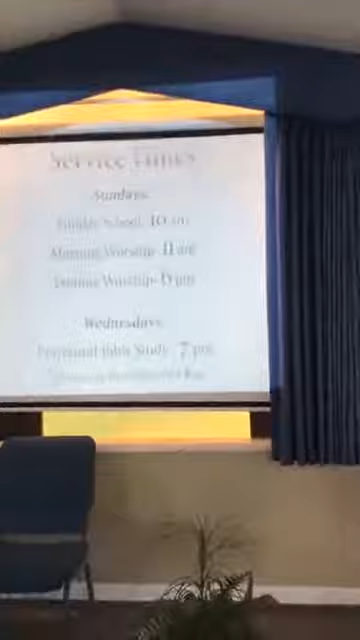 Service Times
Sundays
Sunday School 10 am
Morning Worship- 11 am
Evening Worship- 6 pm
Wednesdays
Bible Study 7 pm